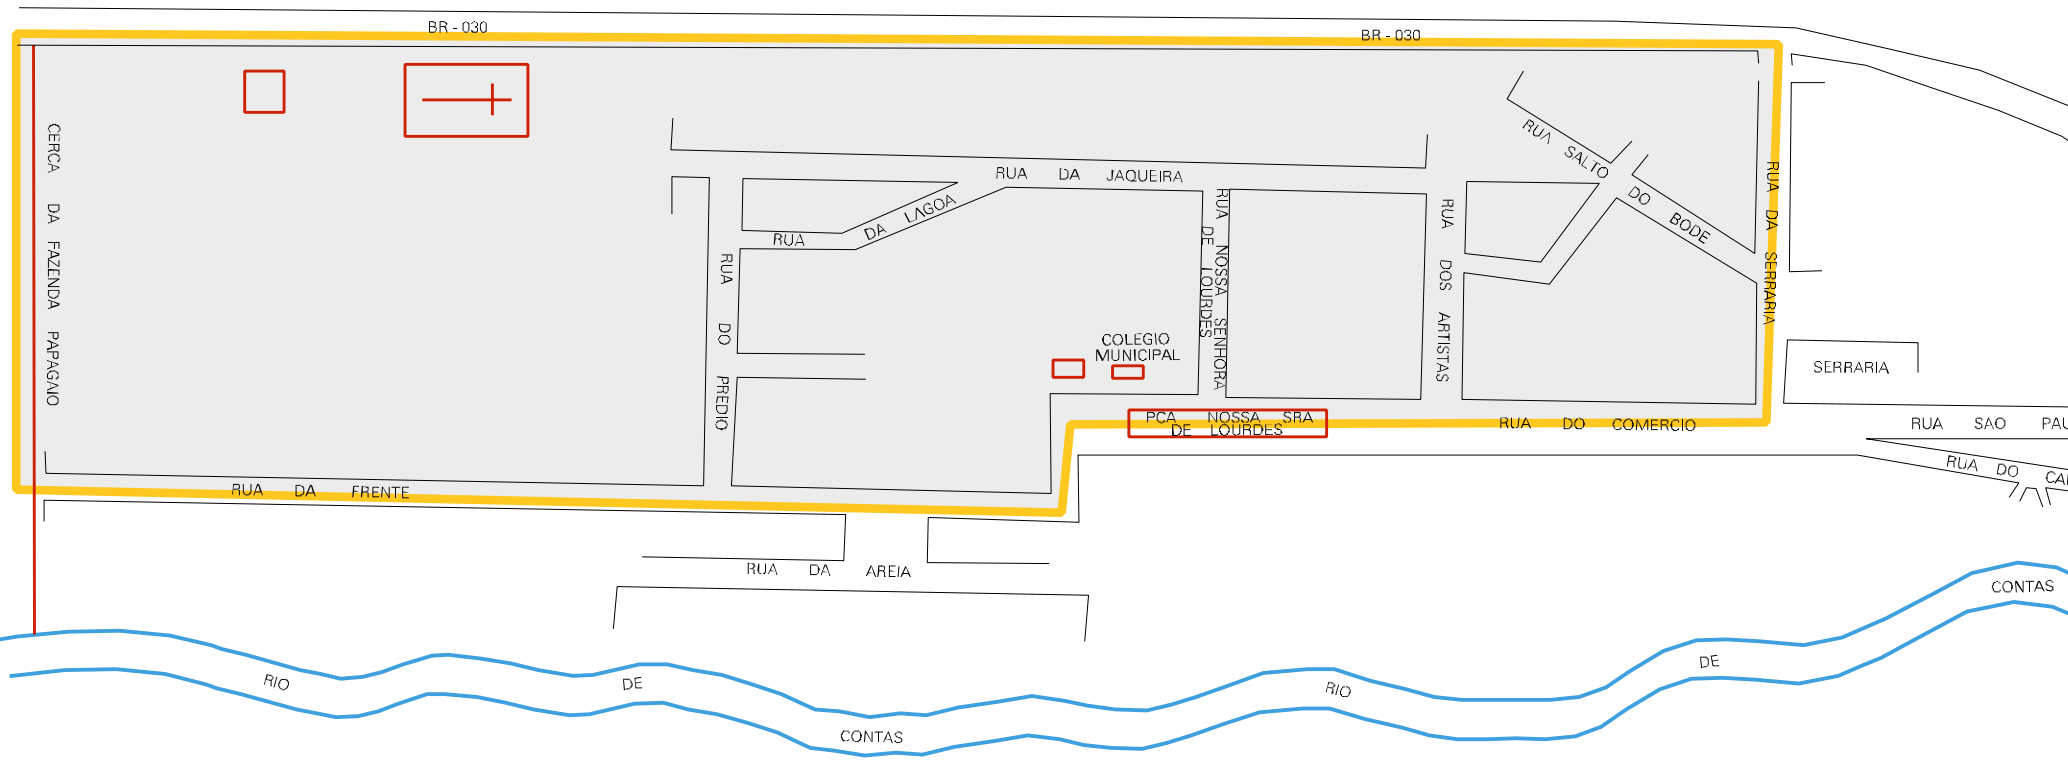 BR - 030
BR - 030
CERCA DA FAZENDA PAPAGAIO
RUA SALTO DO BODE
RUA DA JAQUEIRA
RUA DA LAGOA
RUA DO PREDIO
RUA NOSSA SENHORA
DE LOURDES
RUA DOS ARTISTAS
RUA DA SERRARIA
COLEGIO
MUNICIPAL
SERRARIA
PCA NOSSA SRA
DE LOURDES
RUA DO COMERCIO
RUA SAO PAU
RUA DO CAI
RUA DA FRENTE
RUA DA AREIA
RIO DE CONTAS
RIO DE CONTAS